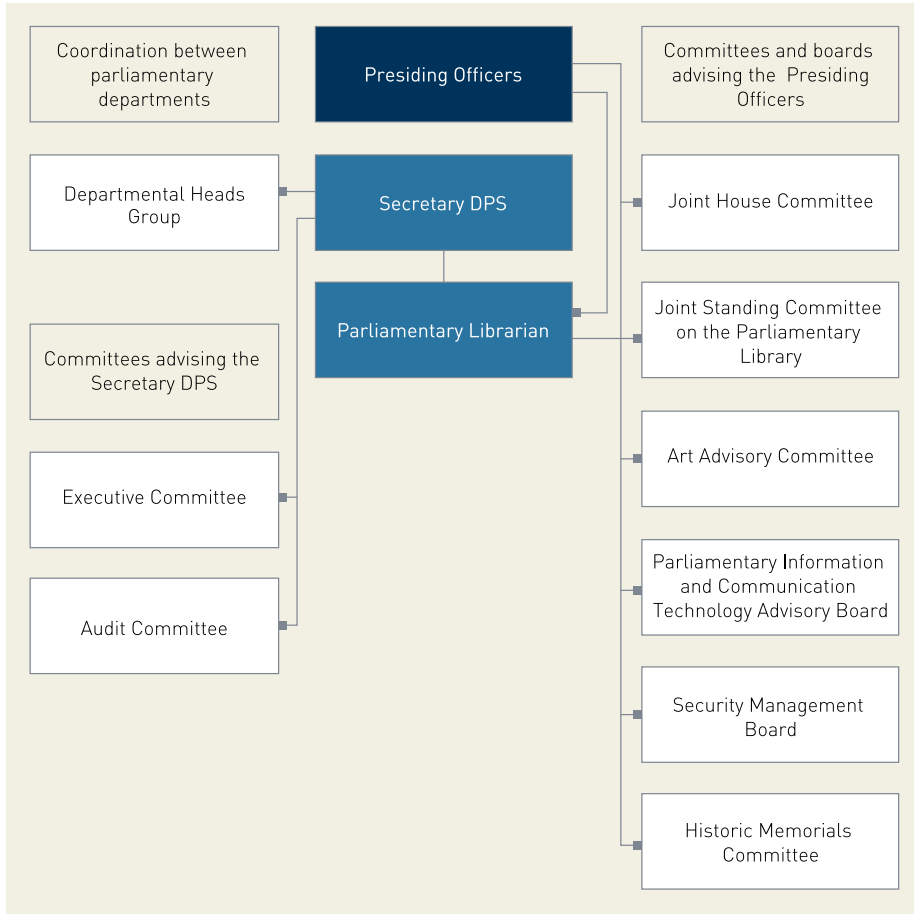 Coordination between
parliamentary
departments
Presiding Officers
Committees and boards
advising the Presiding
Officers
Departmental Heads
Group
Secretary DPS
Joint House Committee
Parliamentary Librarian
Joint Standing Committee
on the Parliamentary
Library
Committees advising the
Secretary DPS
Art Advisory Committee
Executive Committee
Parliamentary Information
and Communication
Technology Advisory Board
Audit Committee
Security Management
Board
Historic Memorials
Committee